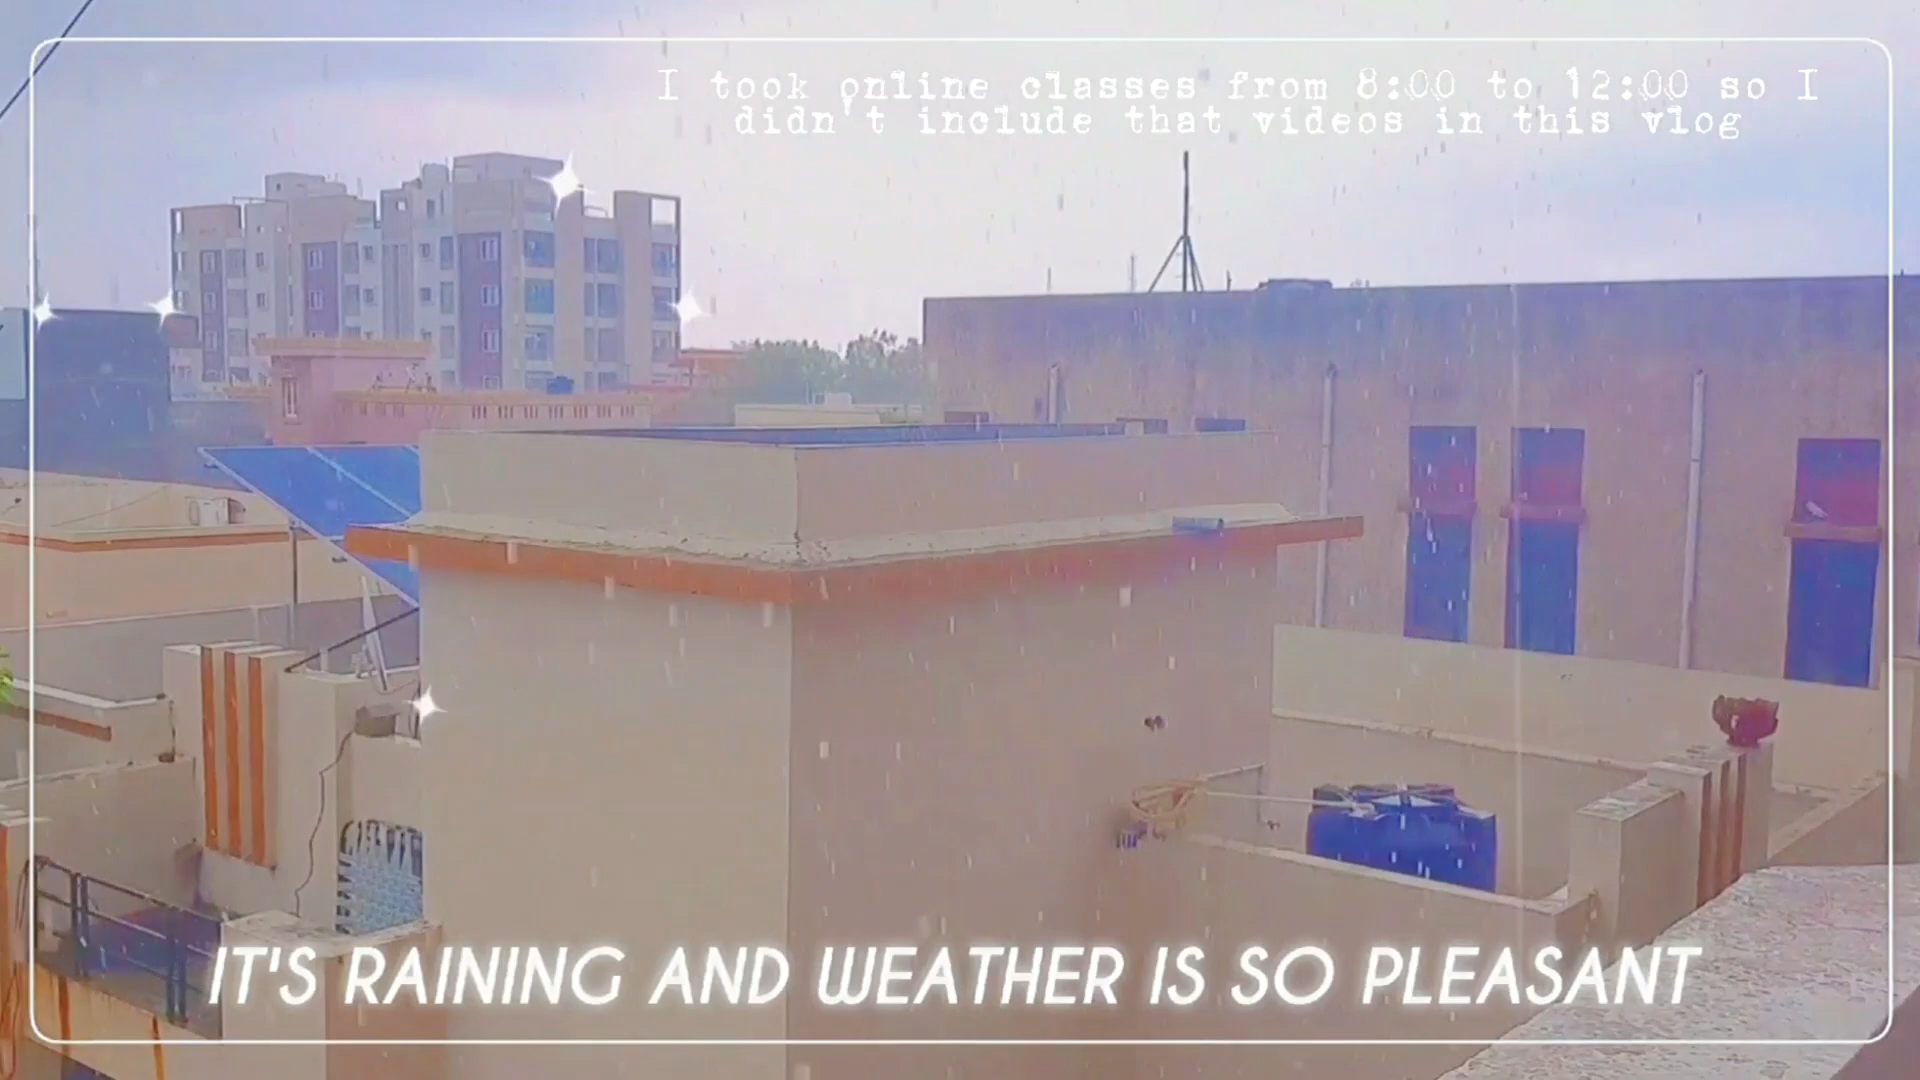 I took online classes from 8:00 to 12:00 so I
didn't include that videos in this vlog
IT'S RAINING AND WEATHER IS SO PLEASANT